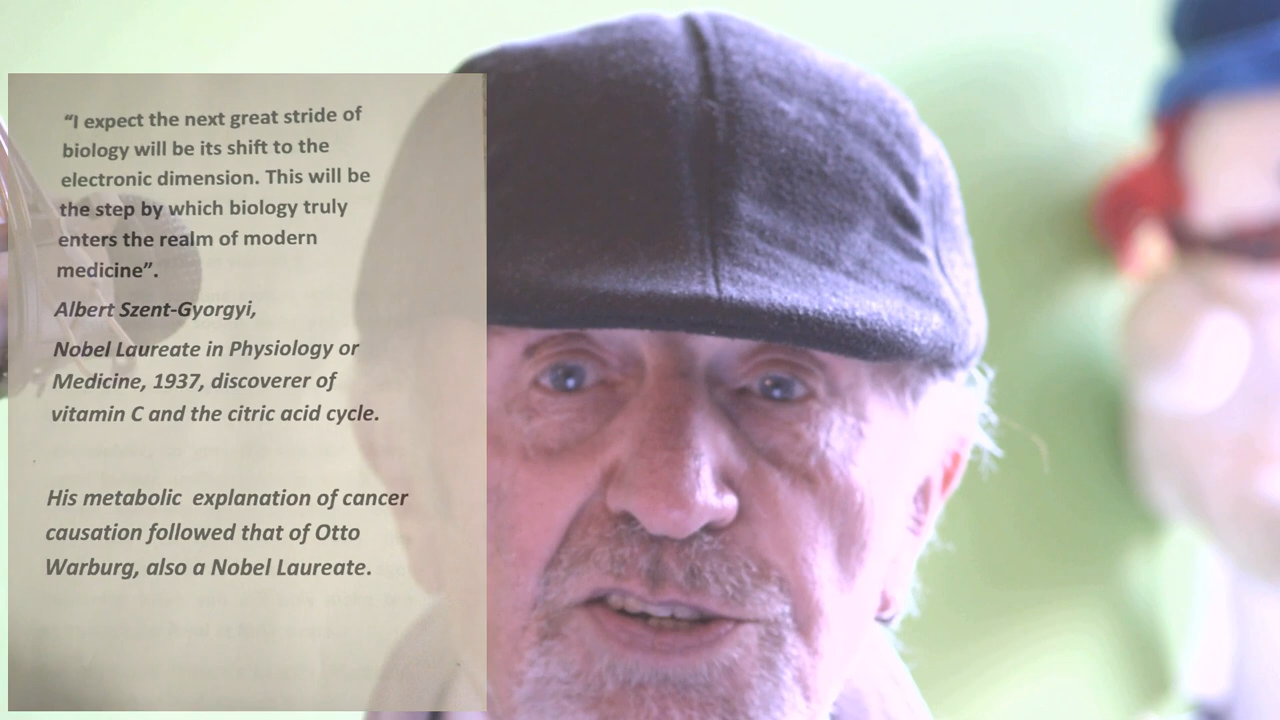 “I expect the next great stride of
biology will be its shift to the
electronic dimension. This will be
the step by which biology truly
enters the realm of modern
medicine”.
Albert Szent-Gyorgyi,
Nobel Laureate in Physiology or
Medicine, 1937, discoverer of
vitamin C and the citric acid cycle.
His metabolic  explanation of cancer
causation followed that of Otto
Warburg, also a Nobel Laureate.